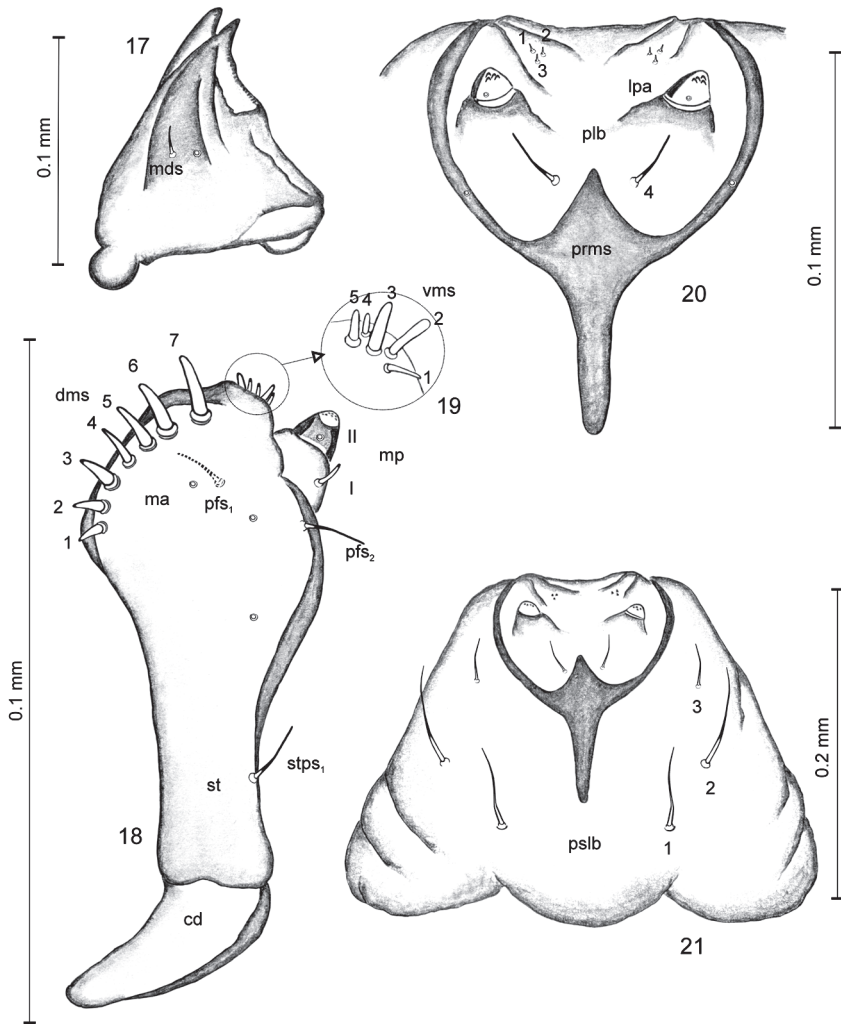 17
0.1 mm
mds
1 2
3
lpa
plb
4
prms
20
0.1 mm
7
6
5
dms
4
3
2
1
ma
pfs₁
5 4 3
vms
2
1
19
II
mp
I
pfs₂
0.1 mm
st
stps₁
18
cd
3
2
1
pslb
0.2 mm
21